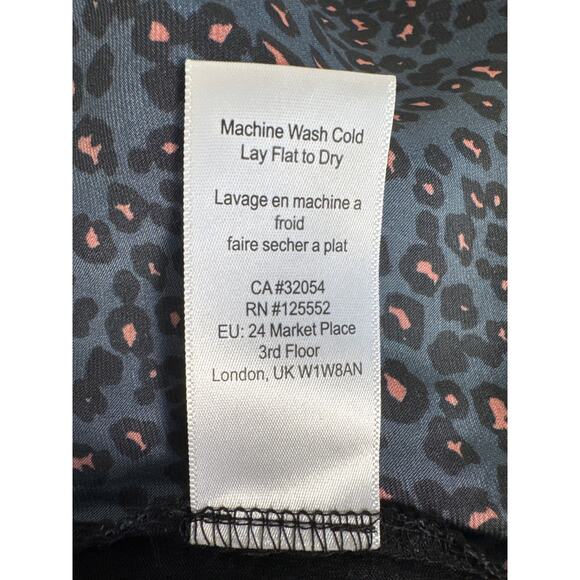 Machine Wash Cold
Lay Flat to Dry
Lavage en machine a
froid
faire secher a plat
CA #32054
RN #125552
EU: 24 Market Place
3rd Floor
London, UK W1W8AN